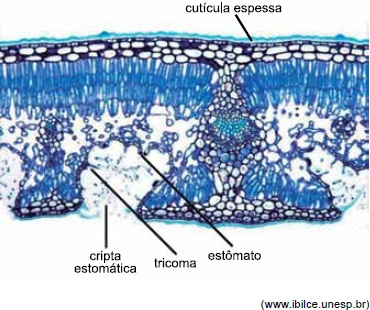 cutícula espessa
cripta
estomática
tricoma
estômato
(www.ibilce.unesp.br)